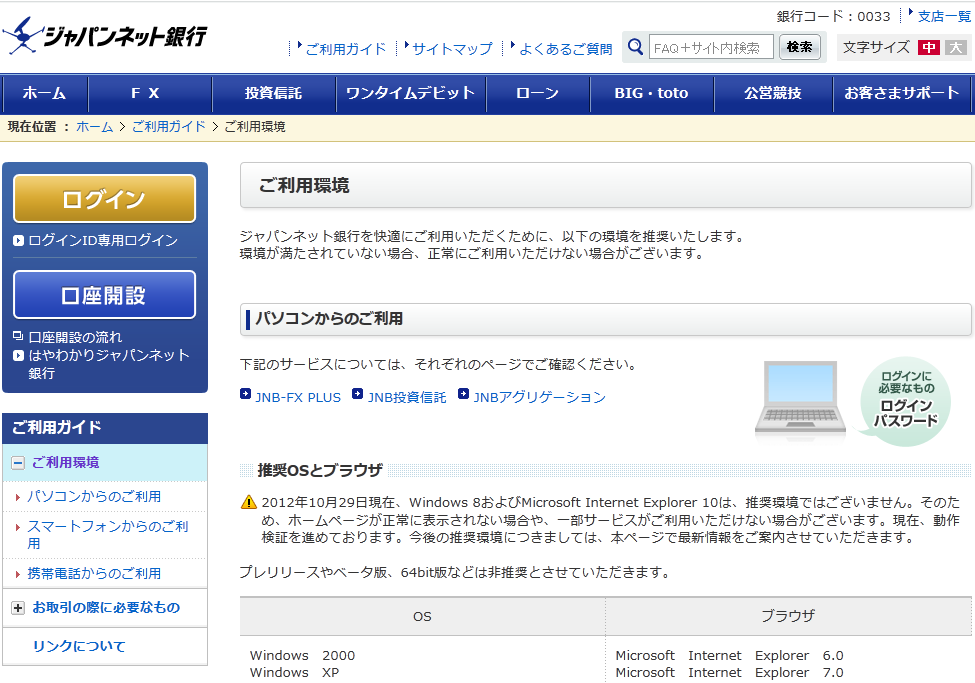 ジャパンネット銀行
銀行コード：0033
支店一覧
ご利用ガイド
サイトマップ
よくあるご質問
FAQ＋サイト内検索
検索
文字サイズ
中
大
ホーム
ＦＸ
投資信託
ワンタイムデビット
ローン
BIG・toto
公営競技
お客さまサポート
現在位置 ： ホーム > ご利用ガイド > ご利用環境
ログイン
ログインID専用ログイン
口座開設
口座開設の流れ
はやわかりジャパンネット
銀行
ご利用ガイド
ご利用環境
パソコンからのご利用
スマートフォンからのご利
用
携帯電話からのご利用
お取引の際に必要なもの
リンクについて
ご利用環境
ジャパンネット銀行を快適にご利用いただくために、以下の環境を推奨いたします。
環境が満たされていない場合、正常にご利用いただけない場合がございます。
パソコンからのご利用
下記のサービスについては、それぞれのページでご確認ください。
JNB-FX PLUS
JNB投資信託
JNBアグリゲーション
ログインに
必要なもの
ログイン
パスワード
推奨OSとブラウザ
2012年10月29日現在、Windows 8およびMicrosoft Internet Explorer 10は、推奨環境ではございません。そのた
め、ホームページが正常に表示されない場合や、一部サービスがご利用いただけない場合がございます。現在、動作
検証を進めております。今後の推奨環境につきましては、本ページで最新情報をご案内させていただきます。
プレリリースやベータ版、64bit版などは非推奨とさせていただきます。
OS
ブラウザ
Windows 2000
Windows XP
Microsoft Internet Explorer 6.0
Microsoft Internet Explorer 7.0